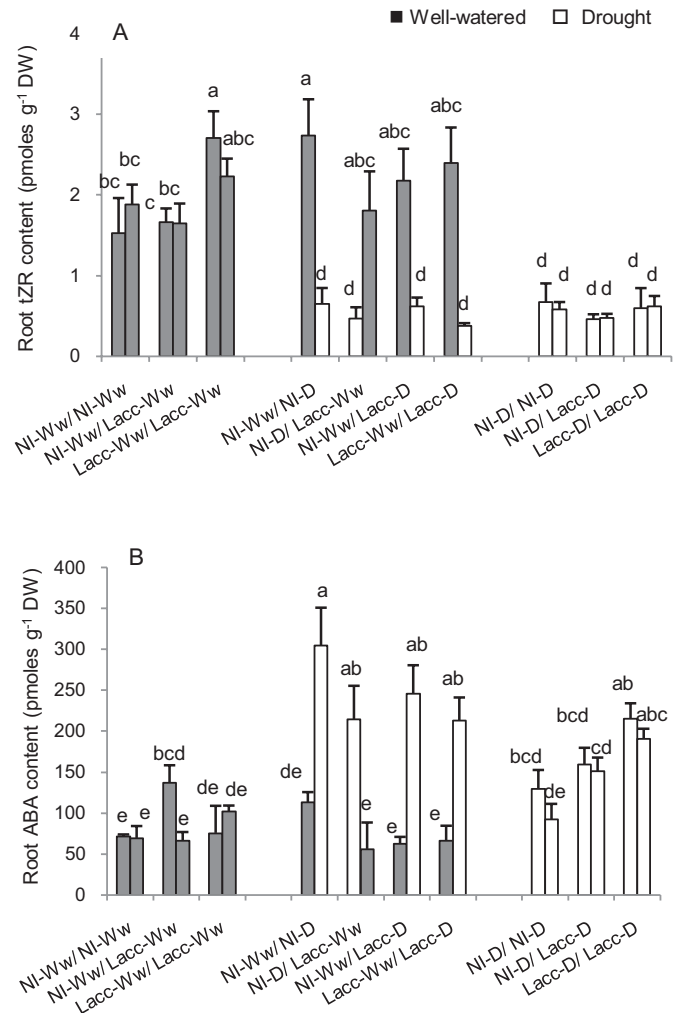 ■ Well-watered □ Drought
A
Root tZR content (pmoles g⁻¹ DW)
4
3
2
1
0
bc bc
c bc
a abc
a d
d abc
abc d
abc d
d d
d d
d d
NI-Ww/ NI-Ww
NI-Ww/ Lacc-Ww
Lacc-Ww/ Lacc-Ww
NI-Ww/ NI-D
NI-D/ Lacc-Ww
NI-Ww/ Lacc-D
Lacc-Ww/ Lacc-D
NI-D/ NI-D
NI-D/ Lacc-D
Lacc-D/ Lacc-D
B
Root ABA content (pmoles g⁻¹ DW)
400
350
300
250
200
150
100
50
0
e e
bcd e
de de
de a
ab e
e ab
e ab
bcd de
bcd cd
ab abc
NI-Ww/ NI-Ww
NI-Ww/ Lacc-Ww
Lacc-Ww/ Lacc-Ww
NI-Ww/ NI-D
NI-D/ Lacc-Ww
NI-Ww/ Lacc-D
Lacc-Ww/ Lacc-D
NI-D/ NI-D
NI-D/ Lacc-D
Lacc-D/ Lacc-D